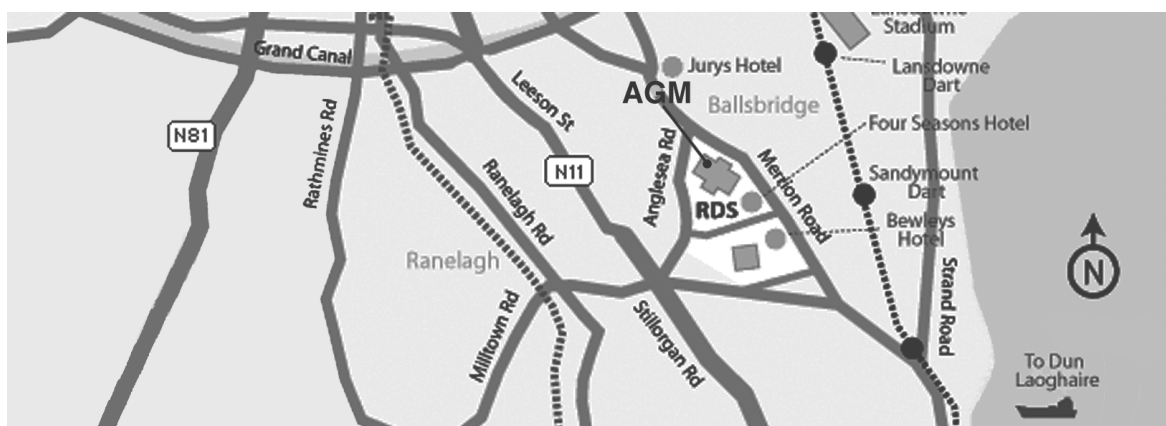 Stadium
Grand Canal
Jurys Hotel
Lansdowne
Dart
AGM
Ballsbridge
Leeson St
Four Seasons Hotel
N81
Rathmines Rd
Anglesea Rd
Merrion Road
N11
Sandymount
Dart
Ranelagh Rd
RDS
Bewleys
Hotel
Ranelagh
N
Strand Road
Milltown Rd
Stillorgan Rd
To Dun
Laoghaire